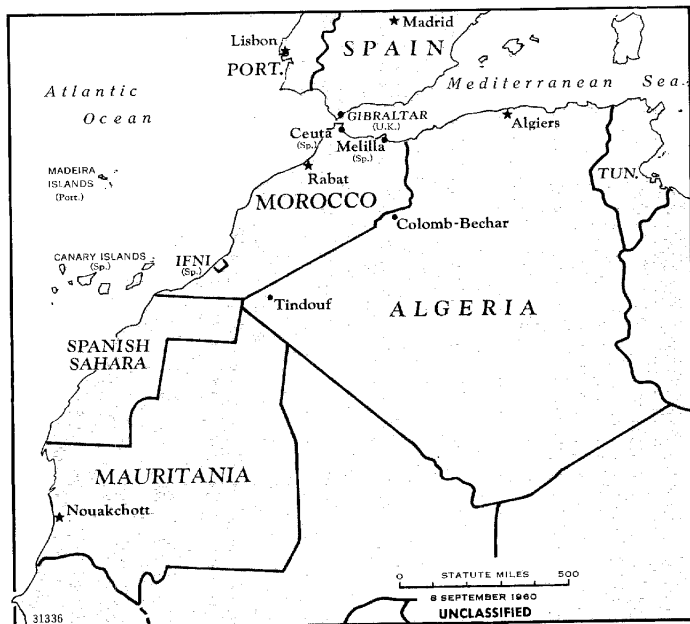 Madrid
Lisbon
SPAIN
PORT.
Mediterranean Sea
Atlantic
Ocean
GIBRALTAR
(U.K.)
Ceuta
(Sp.)
Algiers
Melilla
(Sp.)
TUN.
MADEIRA
ISLANDS
(Port.)
Rabat
MOROCCO
Colomb-Bechar
CANARY ISLANDS
(Sp.)
IFNI
(Sp.)
Tindouf
ALGERIA
SPANISH
SAHARA
MAURITANIA
Nouakchott
0 STATUTE MILES 500
8 SEPTEMBER 1960
UNCLASSIFIED
31336